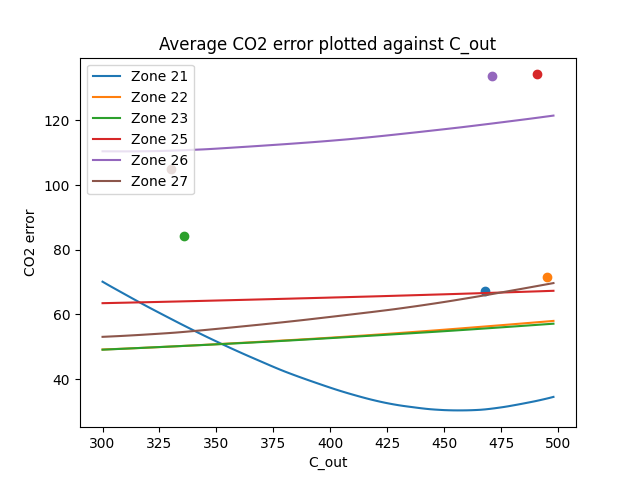 Average CO2 error plotted against C_out
Zone 21
Zone 22
Zone 23
Zone 25
Zone 26
Zone 27
CO2 error
120
100
80
60
40
300 325 350 375 400 425 450 475 500
C_out